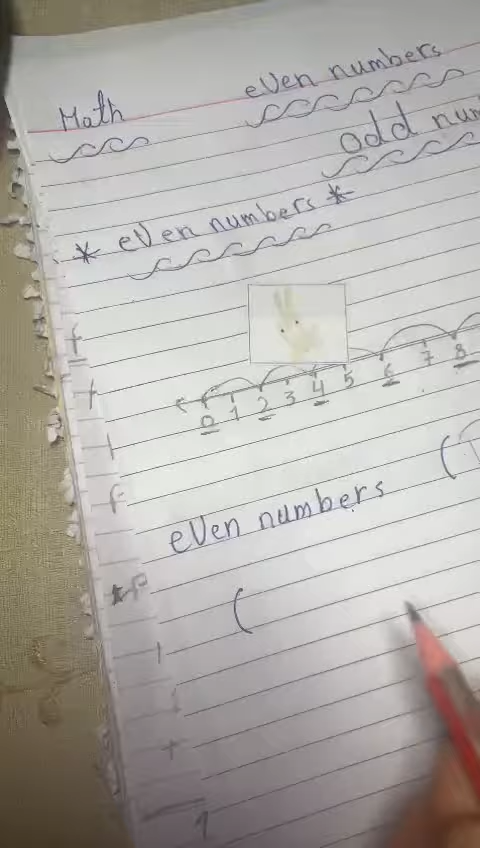 Math
even numbers
odd num
* even numbers *
0 1 2 3 4 5 6 7 8
even numbers (
(